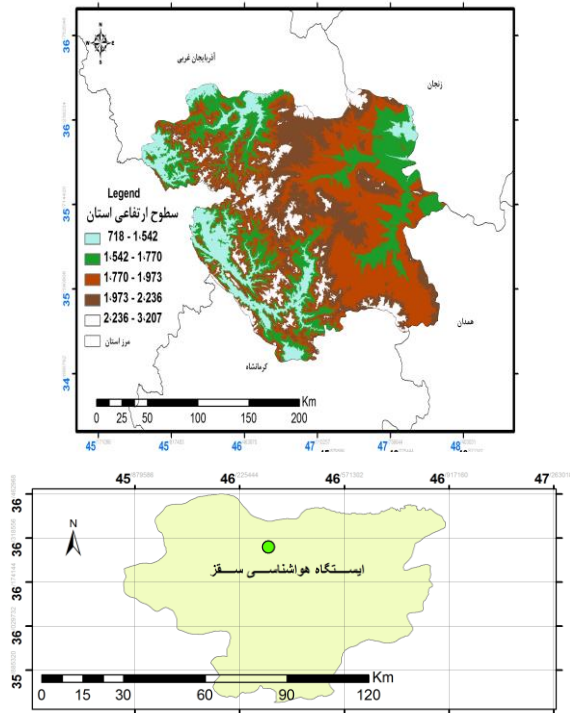 36
آذربایجان غربی
زنجان
36
Legend
سطوح ارتفاعی استان
718 - 1،542
1،542 - 1،770
1،770 - 1،973
1،973 - 2،236
2،236 - 3،207
مرز استان
35
35
همدان
کرمانشاه
34
Km
0 25 50 100 150 200
45 45 46 47 47 48
45 46 46 46 47
36
N
36
ایستگاه هواشناسی سقز
36
36
35
Km
0 15 30 60 90 120